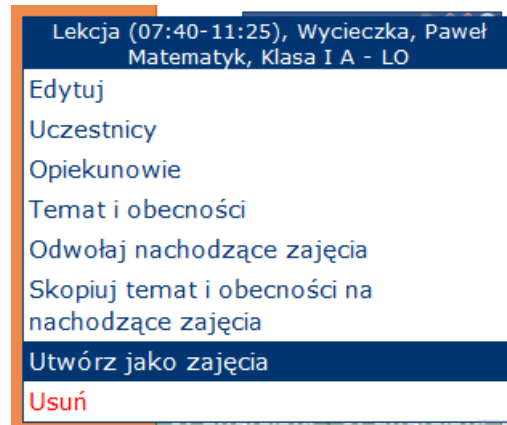 Lekcja (07:40-11:25), Wycieczka, Paweł
Matematyk, Klasa I A - LO
Edytuj
Uczestnicy
Opiekunowie
Temat i obecności
Odwołaj nachodzące zajęcia
Skopiuj temat i obecności na
nachodzące zajęcia
Utwórz jako zajęcia
Usuń